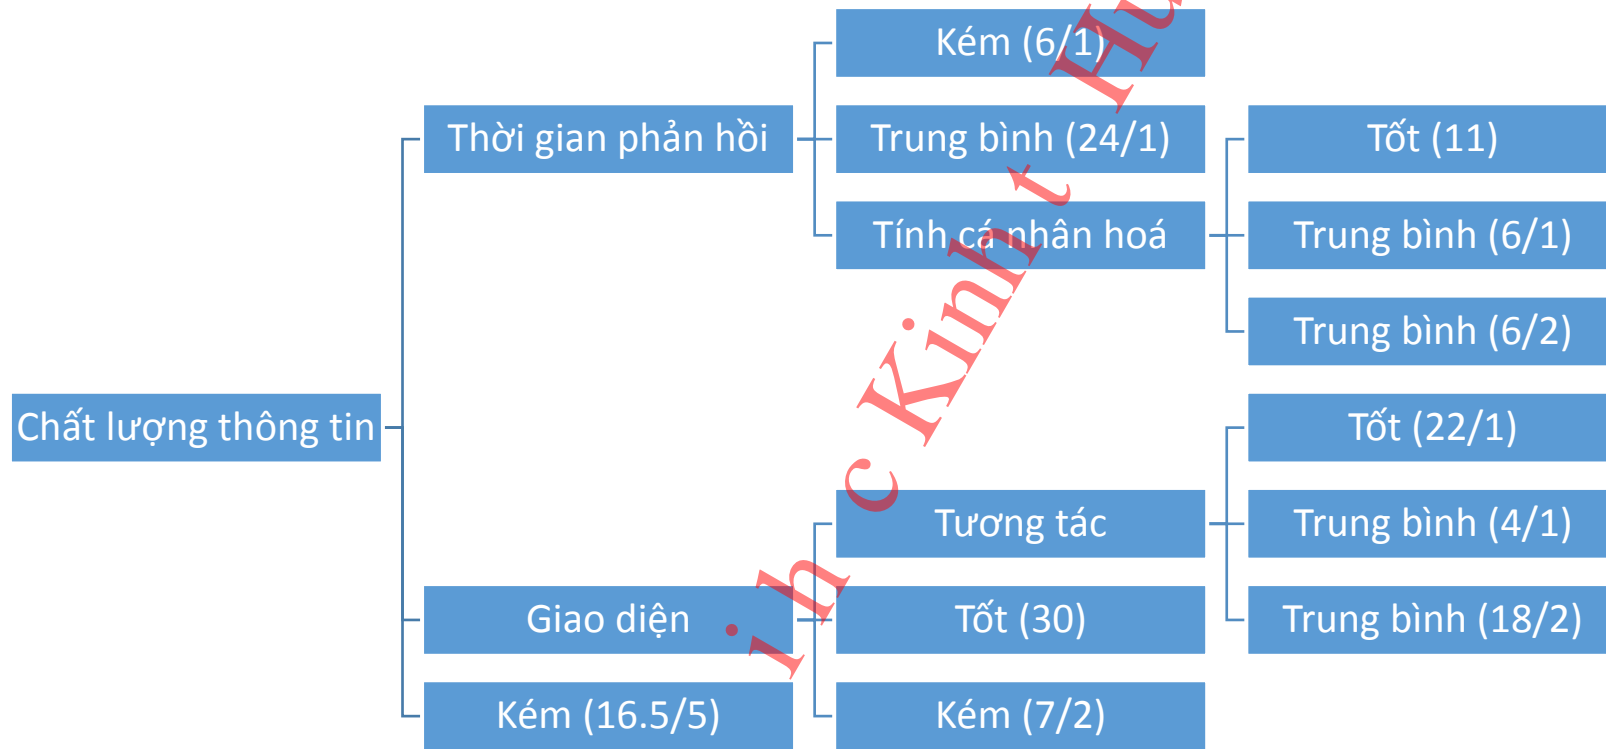 Kém (6/1)
Thời gian phản hồi
Trung bình (24/1)
Tốt (11)
Tính cá nhân hoá
Trung bình (6/1)
Trung bình (6/2)
Chất lượng thông tin
Tốt (22/1)
Tương tác
Trung bình (4/1)
Giao diện
Tốt (30)
Trung bình (18/2)
Kém (16.5/5)
Kém (7/2)
i h c Kinh t Hu